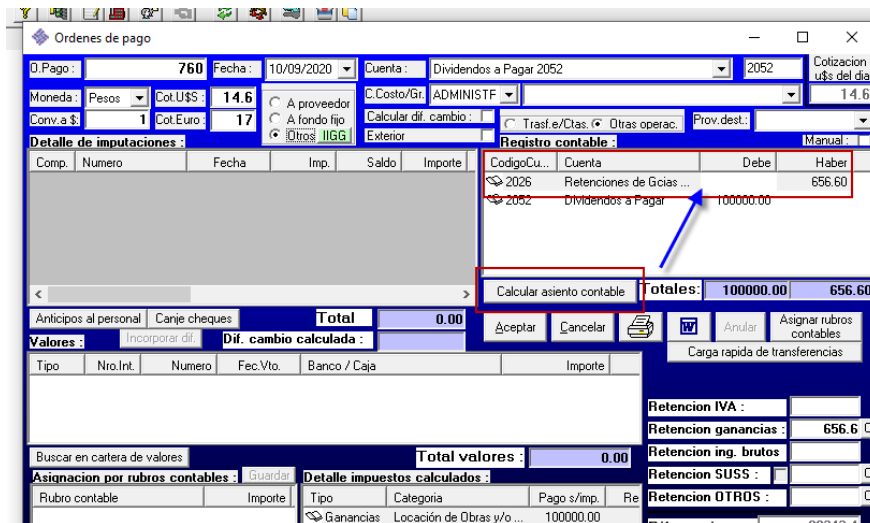 Ordenes de pago
O.Pago : 760 Fecha : 10/09/2020 Cuenta : Dividendos a Pagar 2052 2052 Cotizacion u$s del dia
Moneda : Pesos Cot.U$S : 14.6 A proveedor C.Costo/Gr. ADMINISTF 14.6
Conv.a $: 1 Cot.Euro : 17 A fondo fijo Calcular dif. cambio : Trasf.e/Ctas. Otras operac. Prov.dest.:
Otros IIGG Exterior
Detalle de imputaciones : Registro contable : Manual :
Comp. Numero Fecha Imp. Saldo Importe CodigoCu... Cuenta Debe Haber
2026 Retenciones de Gcias ... 656.60
2052 Dividendos a Pagar 100000.00
Calcular asiento contable Totales: 100000.00 656.60
Anticipos al personal Canje cheques Total 0.00 Aceptar Cancelar Anular Asignar rubros contables
Valores : Incorporar dif. Dif. cambio calculada :
Carga rapida de transferencias
Tipo Nro.Int. Numero Fec.Vto. Banco / Caja Importe
Retencion IVA :
Retencion ganancias : 656.6
Buscar en cartera de valores Total valores : 0.00 Retencion ing. brutos
Asignacion por rubros contables : Guardar Detalle impuestos calculados : Retencion SUSS :
Rubro contable Importe Tipo Categoria Pago s/imp. Re Retencion OTROS :
Ganancias Locación de Obras y/o ... 100000.00